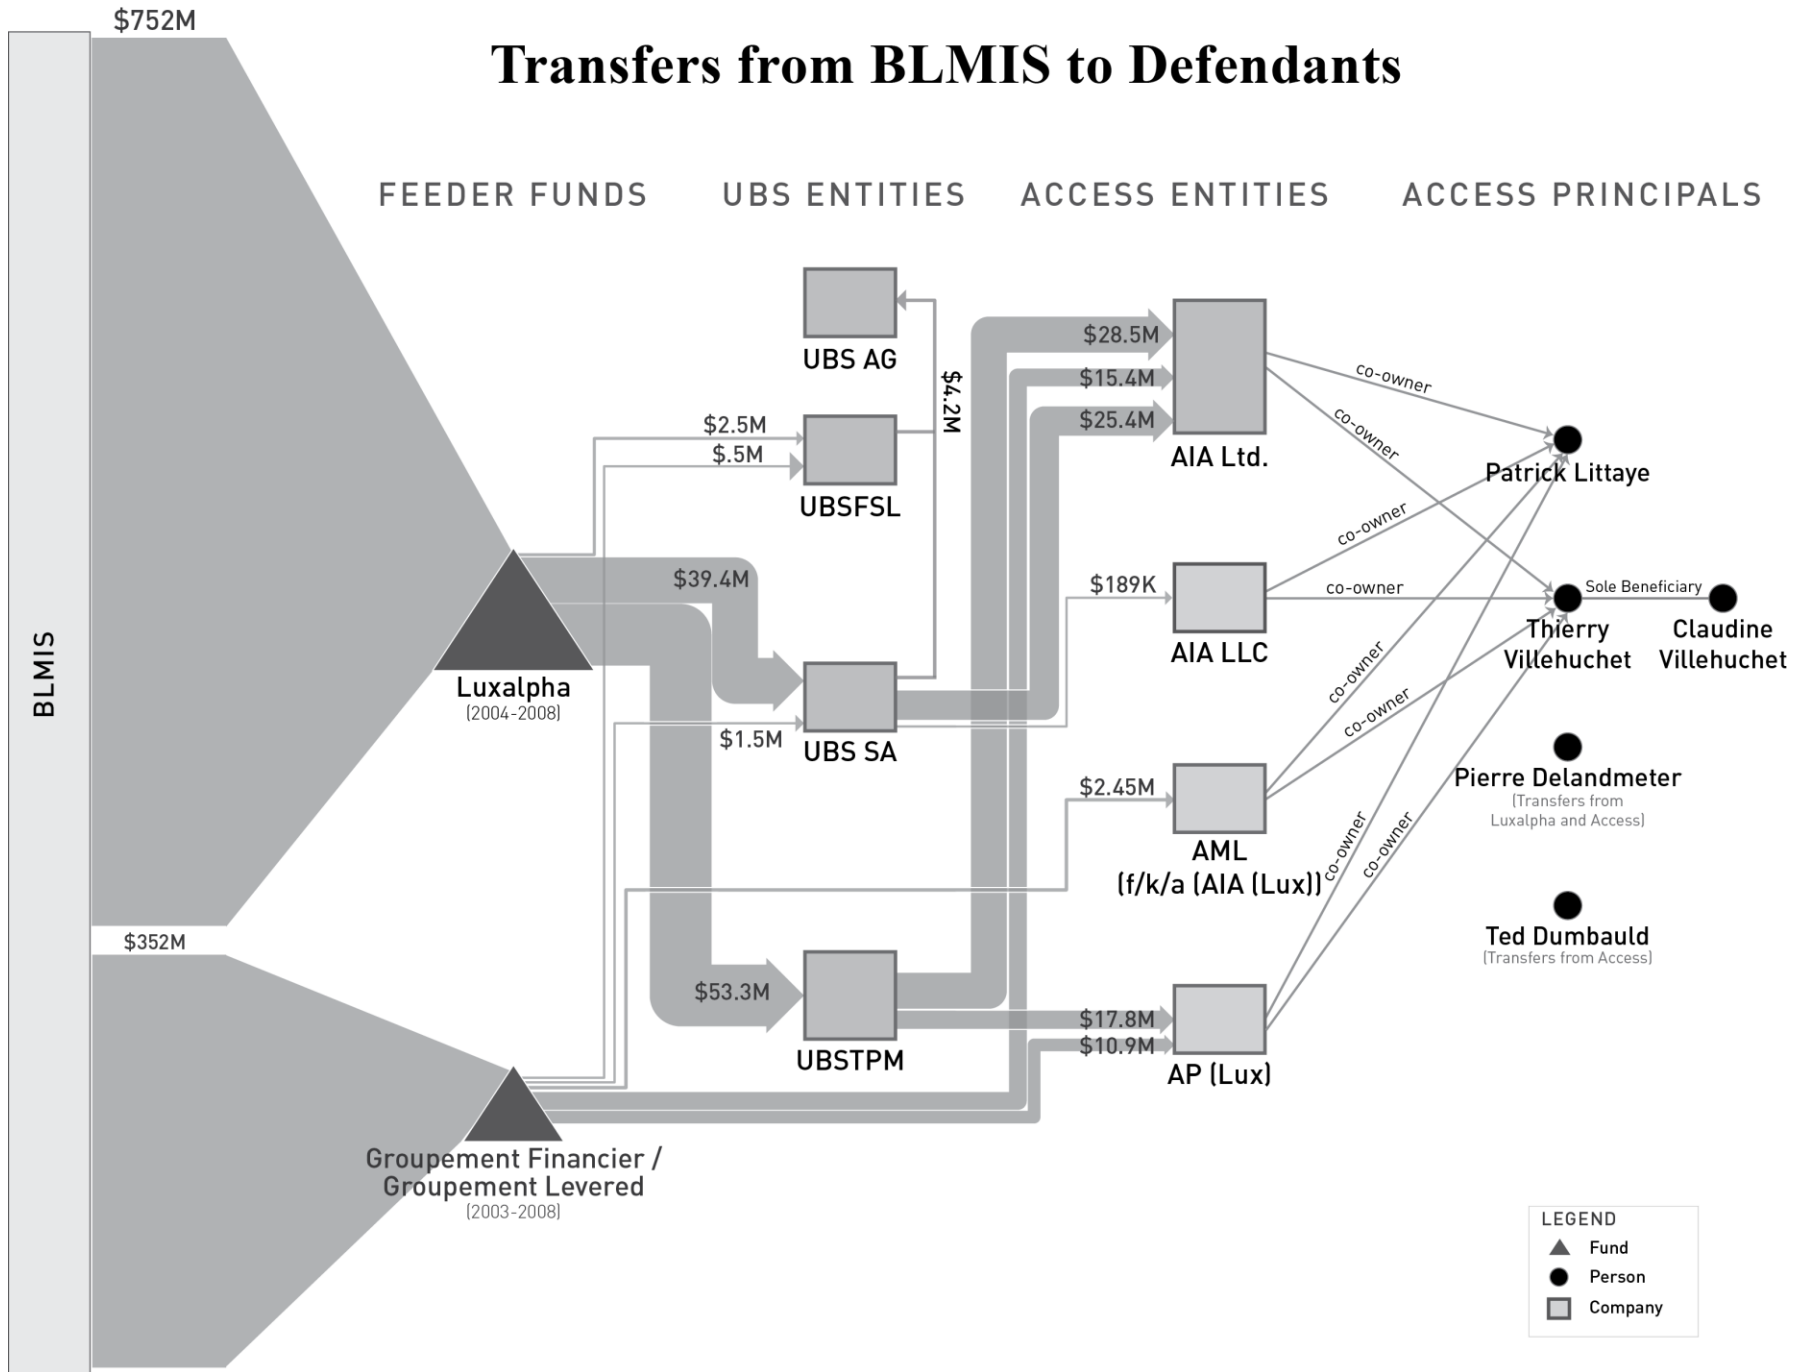 $752M
Transfers from BLMIS to Defendants
FEEDER FUNDS
UBS ENTITIES
ACCESS ENTITIES
ACCESS PRINCIPALS
BLMIS
UBS AG
$4.2M
$2.5M
$.5M
UBSFSL
$28.5M
$15.4M
$25.4M
AIA Ltd.
co-owner
co-owner
Patrick Littaye
Luxalpha
(2004-2008)
$39.4M
$1.5M
UBS SA
$189K
AIA LLC
co-owner
co-owner
Sole Beneficiary
Thierry
Villehuchet
Claudine
Villehuchet
$2.45M
AML
(f/k/a (AIA (Lux))
co-owner
co-owner
Pierre Delandmeter
(Transfers from
Luxalpha and Access)
co-owner
co-owner
Ted Dumbauld
(Transfers from Access)
$352M
$53.3M
UBSTPM
$17.8M
$10.9M
AP (Lux)
Groupement Financier /
Groupement Levered
(2003-2008)
LEGEND
Fund
Person
Company